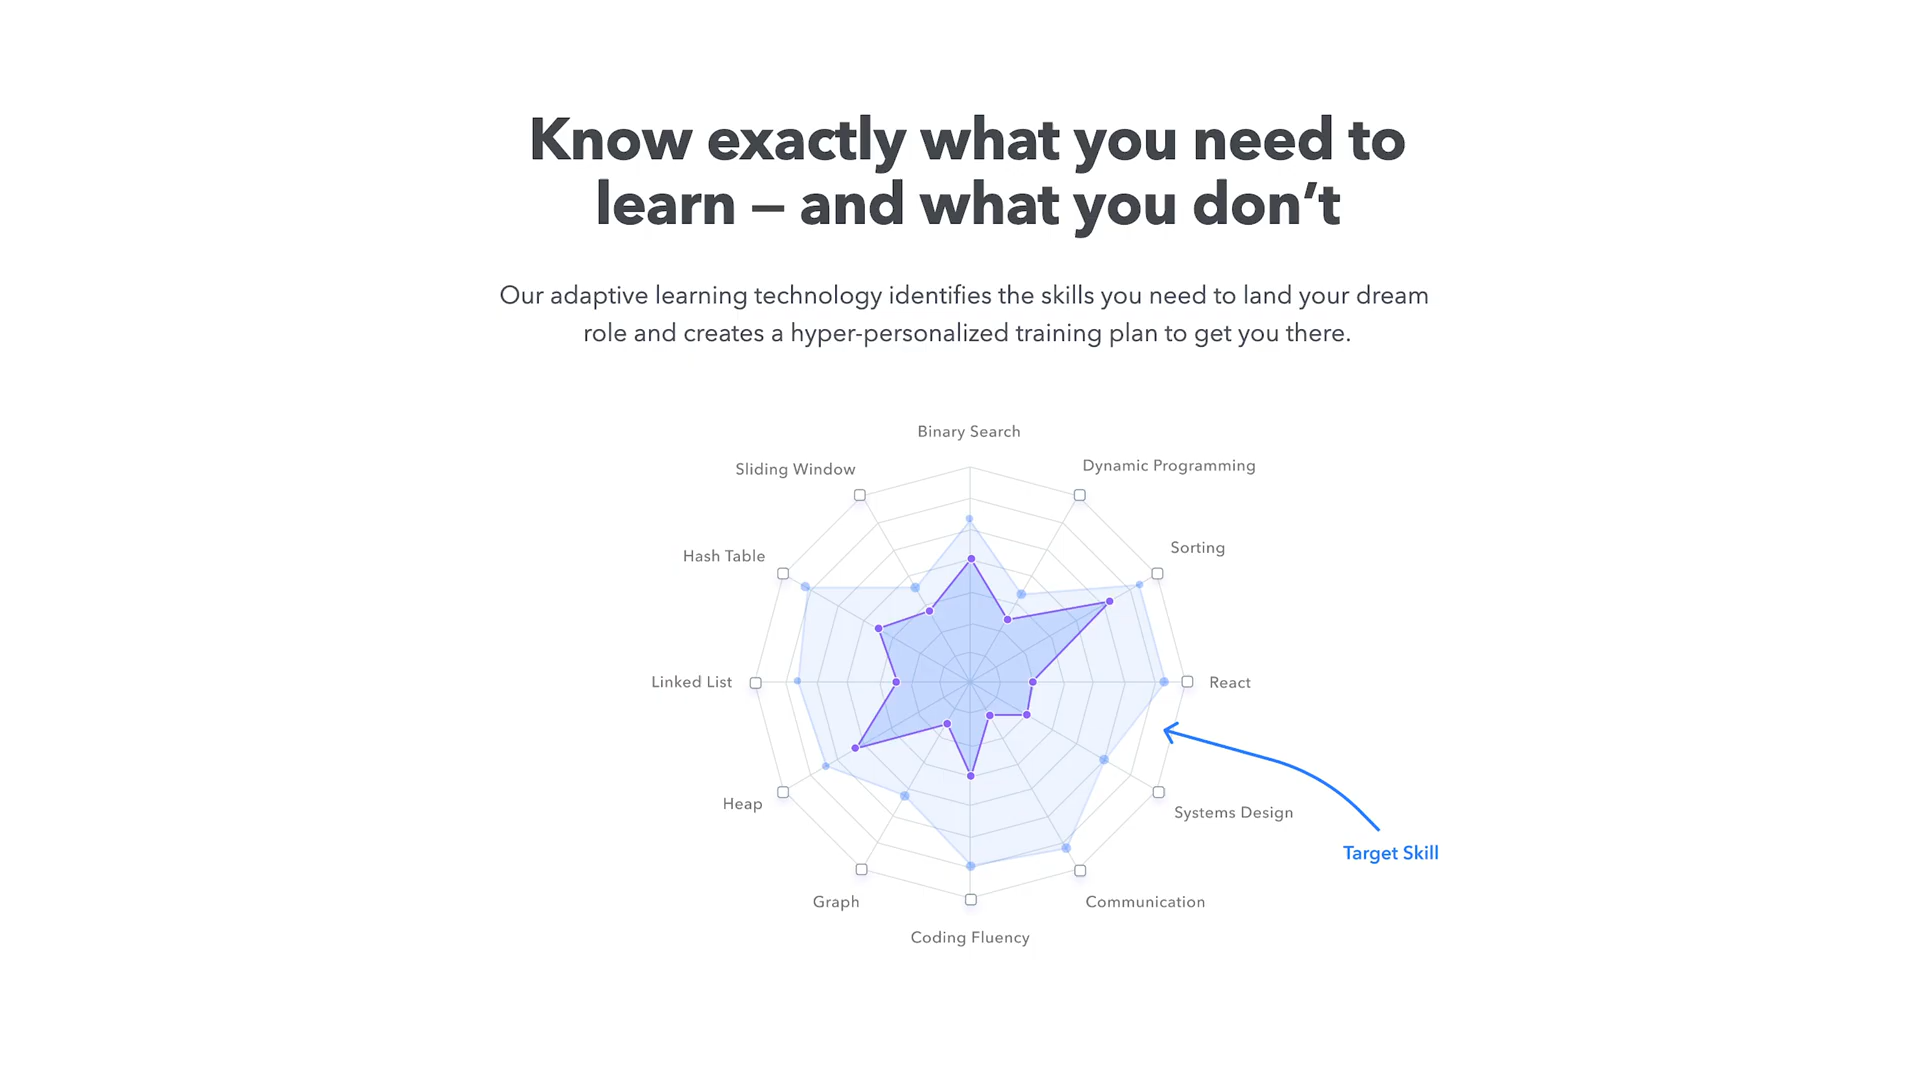 Know exactly what you need to
learn – and what you don’t
Our adaptive learning technology identifies the skills you need to land your dream
role and creates a hyper-personalized training plan to get you there.
Binary Search
Sliding Window
Dynamic Programming
Hash Table
Sorting
Linked List
React
Heap
Systems Design
Target Skill
Graph
Communication
Coding Fluency